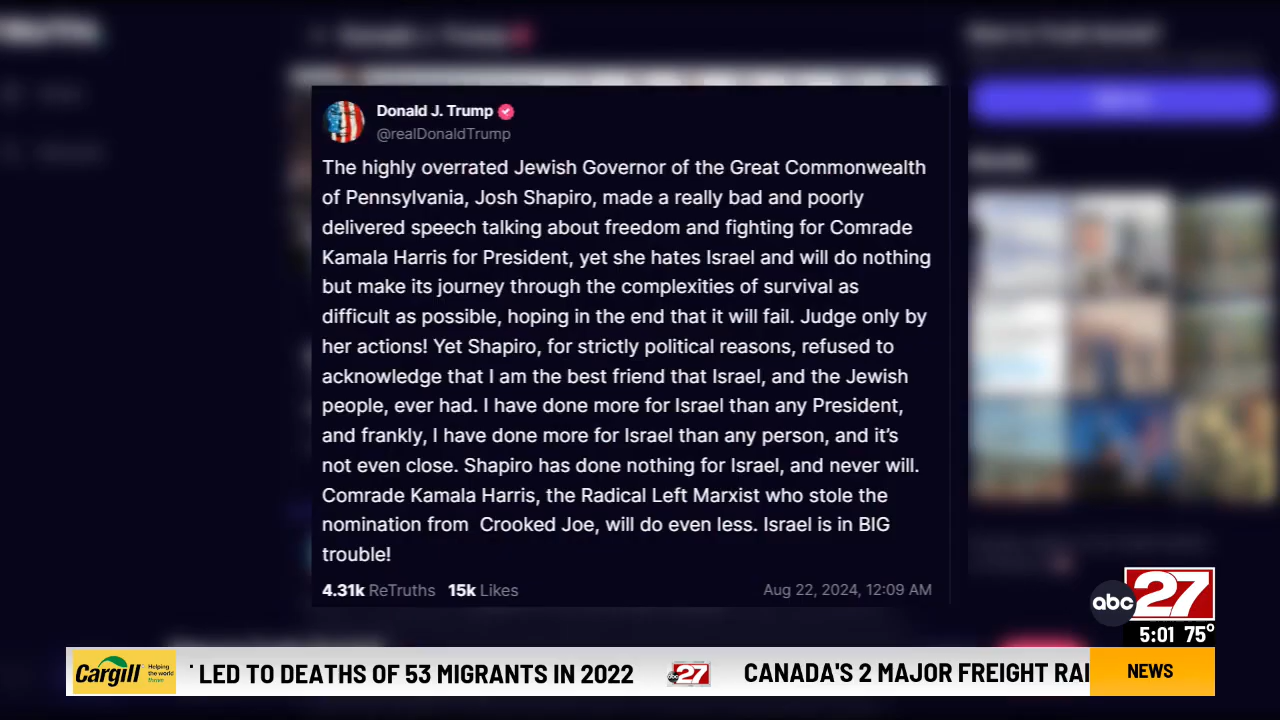 Donald J. Trump
@realDonaldTrump
The highly overrated Jewish Governor of the Great Commonwealth
of Pennsylvania, Josh Shapiro, made a really bad and poorly
delivered speech talking about freedom and fighting for Comrade
Kamala Harris for President, yet she hates Israel and will do nothing
but make its journey through the complexities of survival as
difficult as possible, hoping in the end that it will fail. Judge only by
her actions! Yet Shapiro, for strictly political reasons, refused to
acknowledge that I am the best friend that Israel, and the Jewish
people, ever had. I have done more for Israel than any President,
and frankly, I have done more for Israel than any person, and it’s
not even close. Shapiro has done nothing for Israel, and never will.
Comrade Kamala Harris, the Radical Left Marxist who stole the
nomination from  Crooked Joe, will do even less. Israel is in BIG
trouble!
4.31k ReTruths 15k Likes Aug 22, 2024, 12:09 AM
abc 27
5:01 75°
Cargill Helping the world thrive
LED TO DEATHS OF 53 MIGRANTS IN 2022 abc 27 CANADA'S 2 MAJOR FREIGHT RAI
NEWS